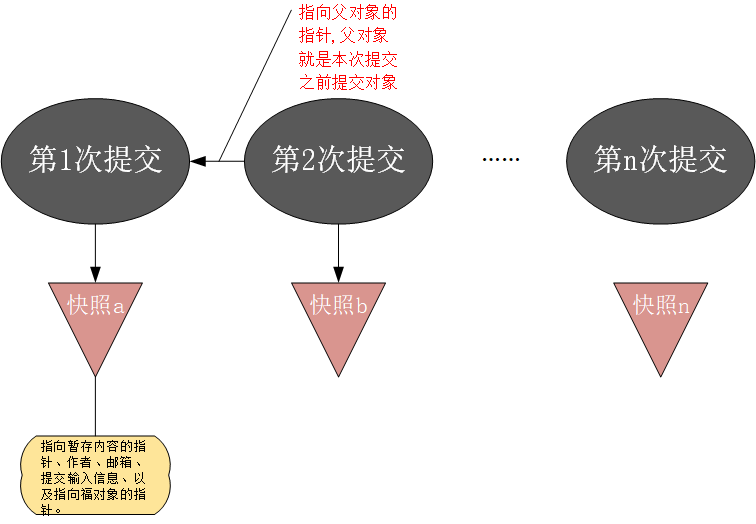 指向父对象的
指针,父对象
就是本次提交
之前提交对象
第1次提交
第2次提交
······
第n次提交
快照a
快照b
快照n
指向暂存内容的指
针、作者、邮箱、
提交输入信息、以
及指向福对象的指
针。